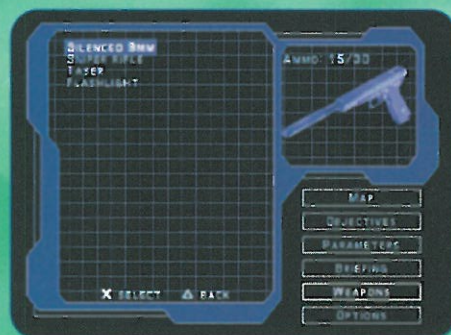 SILENCED 9MM
SNIPER RIFLE
TASER
FLASHLIGHT
X SELECT △ BACK
AMMO: 15/30
MAP
OBJECTIVES
PARAMETERS
BRIEFING
WEAPONS
OPTIONS